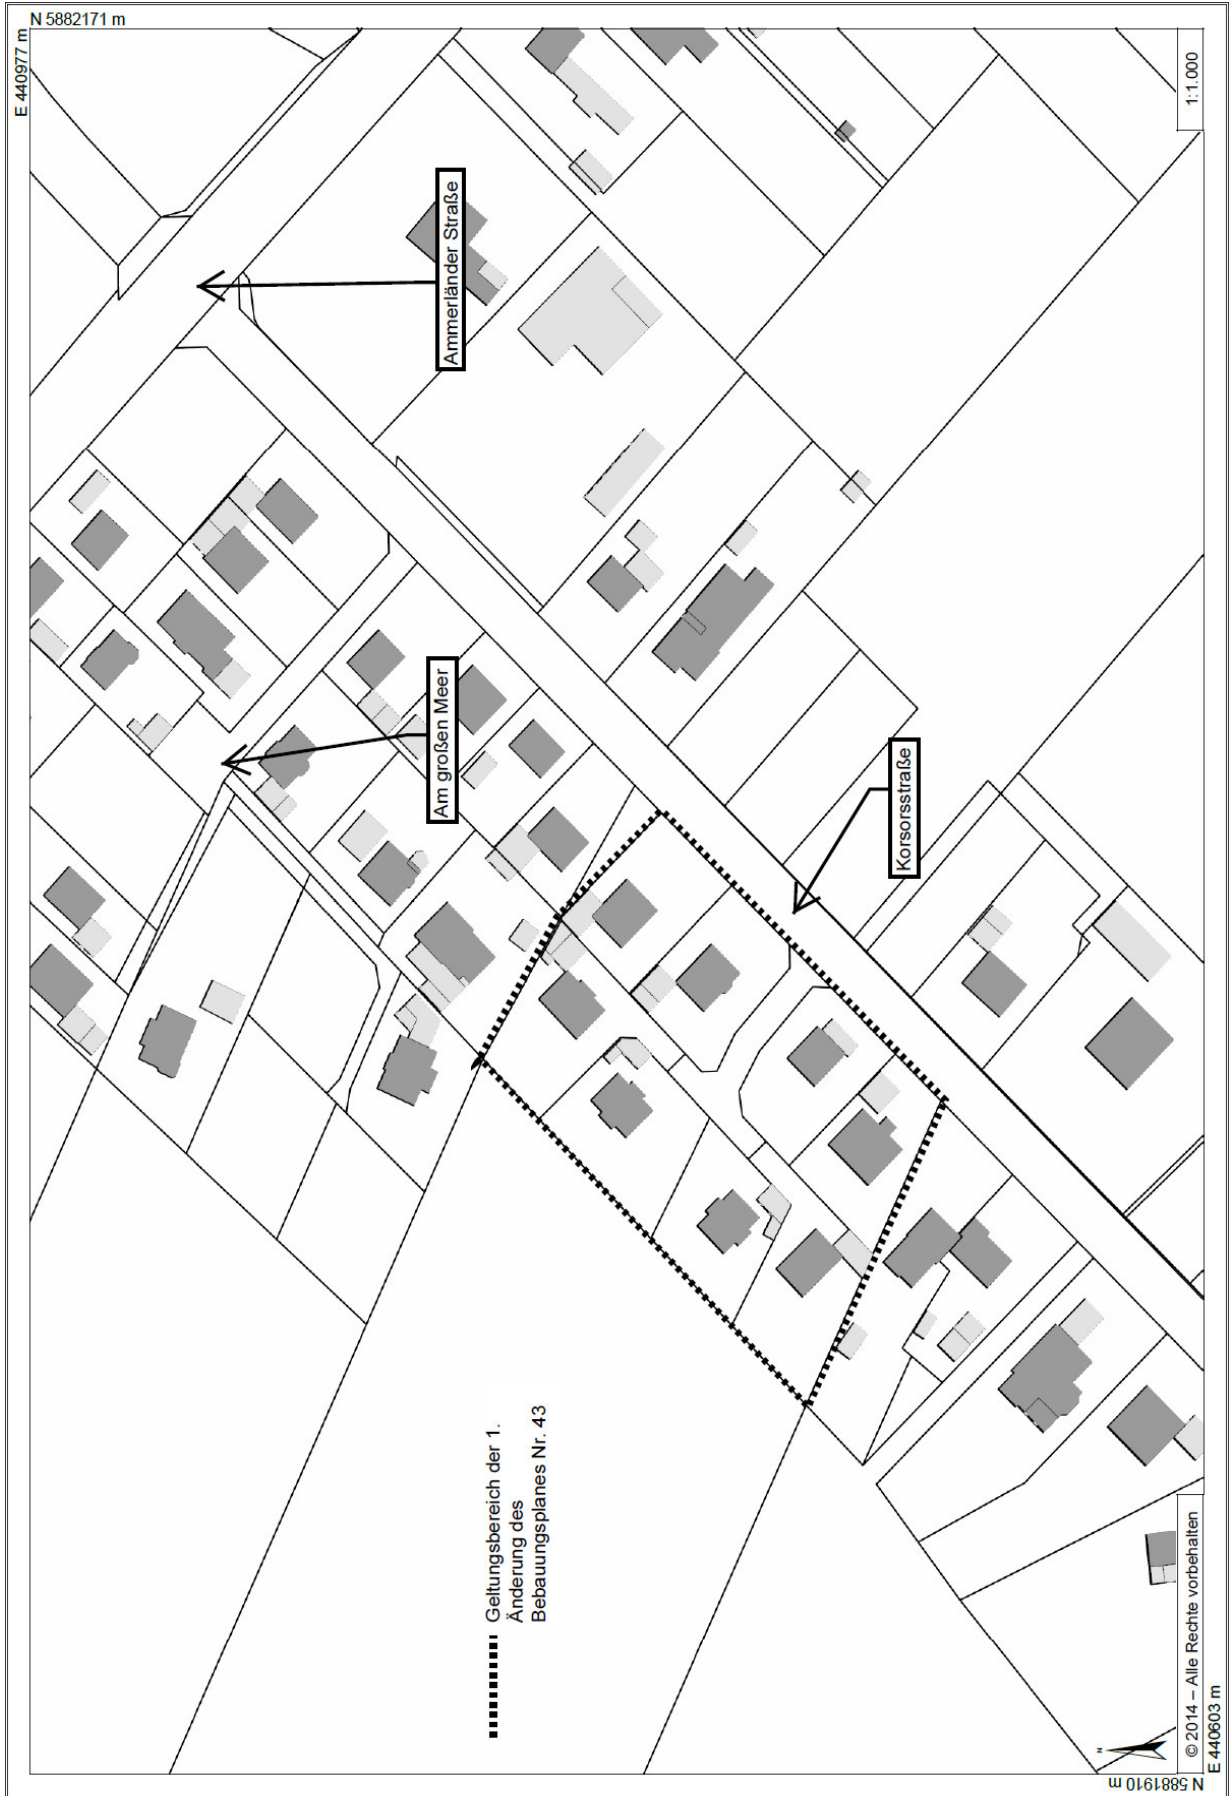 N 5882171 m
E 440977 m
1:1.000
Ammerländer Straße
Am großen Meer
Korsorsstraße
Geltungsbereich der 1.
Änderung des
Bebauungsplanes Nr. 43
N
© 2014 – Alle Rechte vorbehalten
E 440603 m
N 5881910 m